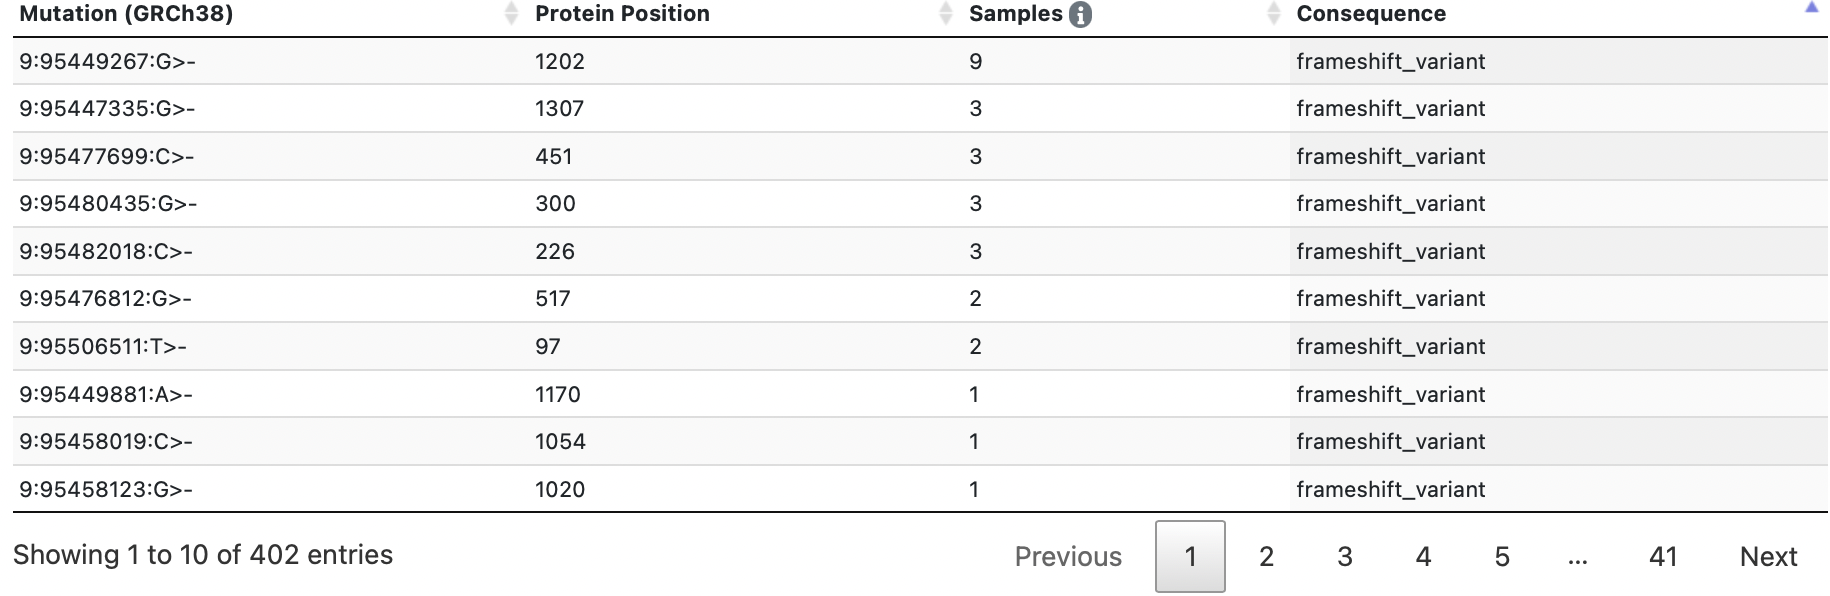 Mutation (GRCh38) Protein Position Samples i Consequence
9:95449267:G>- 1202 9 frameshift_variant
9:95447335:G>- 1307 3 frameshift_variant
9:95477699:C>- 451 3 frameshift_variant
9:95480435:G>- 300 3 frameshift_variant
9:95482018:C>- 226 3 frameshift_variant
9:95476812:G>- 517 2 frameshift_variant
9:95506511:T>- 97 2 frameshift_variant
9:95449881:A>- 1170 1 frameshift_variant
9:95458019:C>- 1054 1 frameshift_variant
9:95458123:G>- 1020 1 frameshift_variant
Showing 1 to 10 of 402 entries Previous 1 2 3 4 5 ... 41 Next